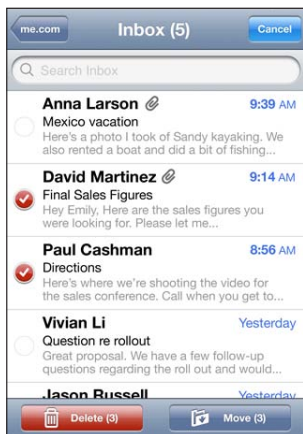 me.com Inbox (5) Cancel
Search Inbox
Anna Larson 9:39 AM
Mexico vacation
Here's a photo I took of Sandy kayaking. We
also rented a boat and did a bit of fishing...
David Martinez 9:14 AM
Final Sales Figures
Hey Emily, Here are the sales figures you
were looking for. Please let me...
Paul Cashman 8:56 AM
Directions
Here's where we're shooting the video for
the sales conference. Call when you get to...
Vivian Li Yesterday
Question re rollout
Great proposal. We have a few follow-up
questions regarding the roll out and would...
Jason Russell Yesterday
Delete (3) Move (3)